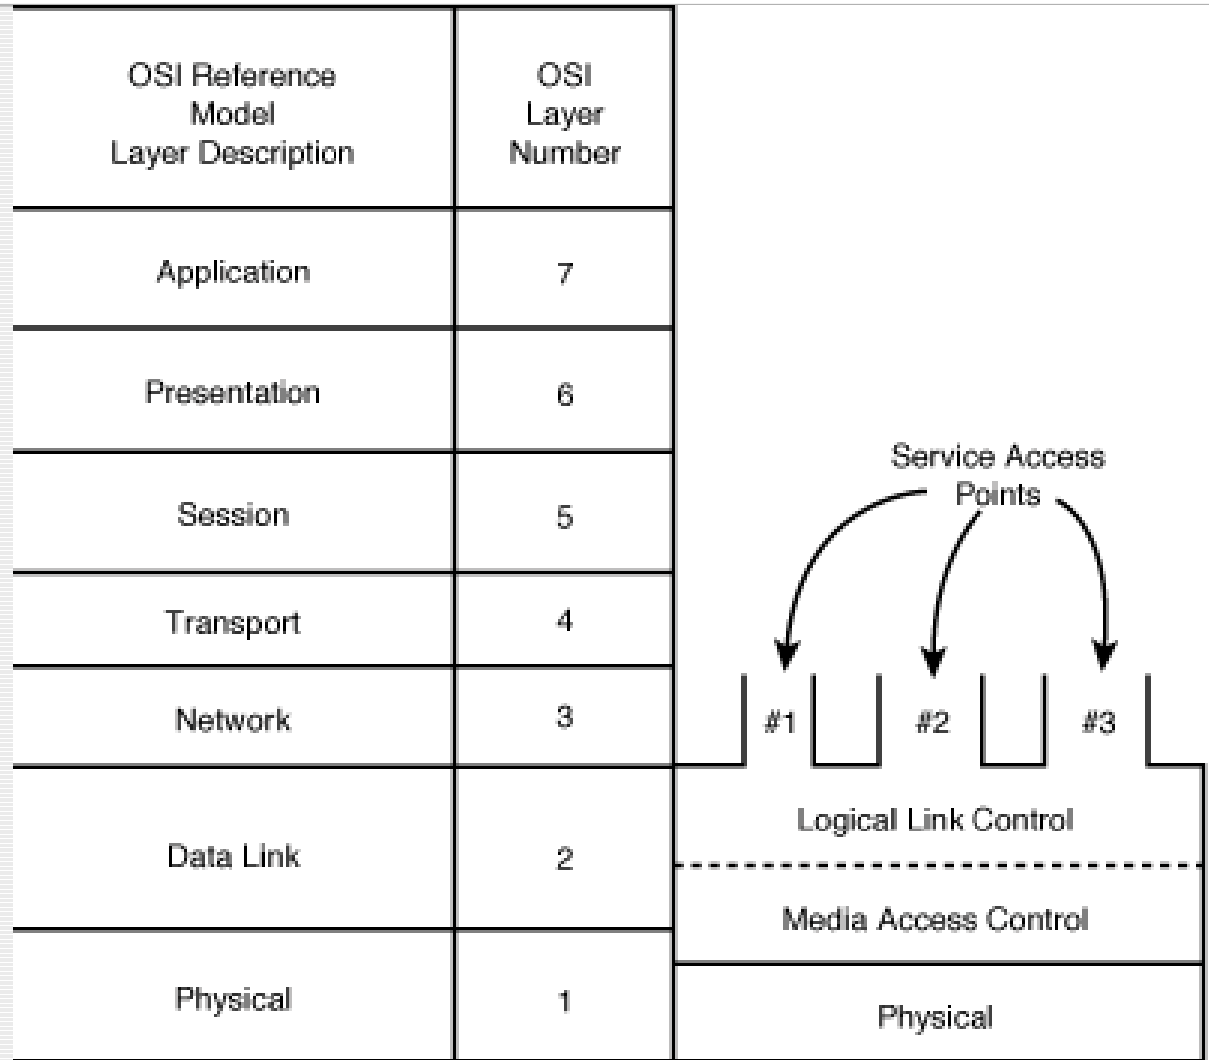 OSI Reference
Model
Layer Description
OSI
Layer
Number
Application
7
Presentation
6
Session
5
Transport
4
Network
3
Data Link
2
Physical
1
Service Access
Points
#1
#2
#3
Logical Link Control
Media Access Control
Physical